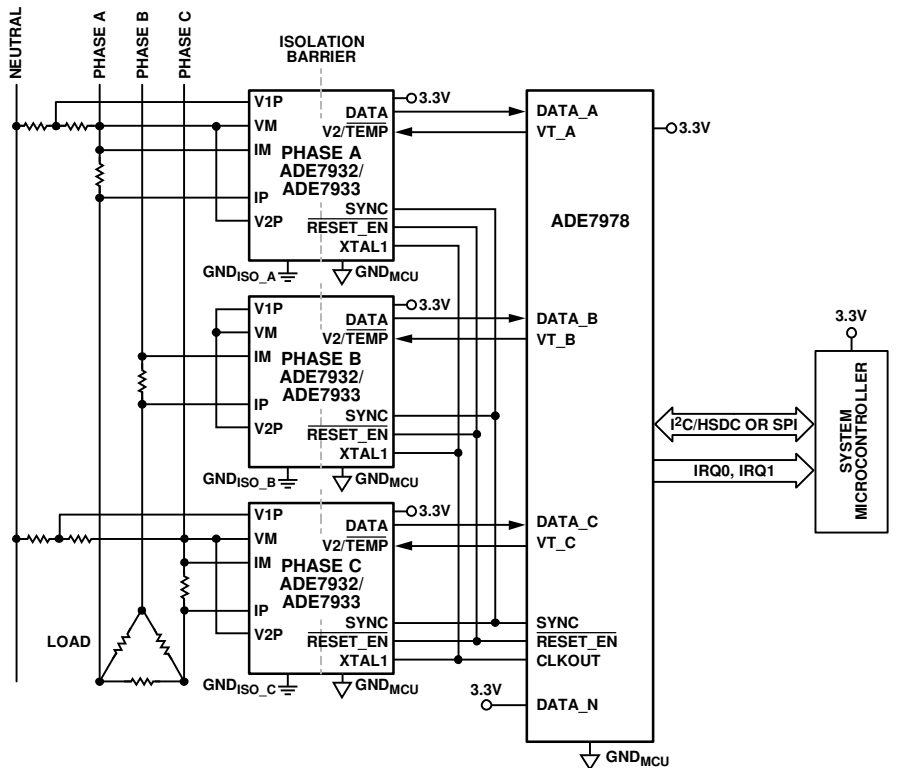 NEUTRAL
PHASE A
PHASE B
PHASE C
ISOLATION
BARRIER
V1P
VM
IM
IP
V2P
3.3V
DATA
V2/TEMP
PHASE A
ADE7932/
ADE7933
SYNC
RESET_EN
XTAL1
GNDISO_A
GNDMCU
V1P
VM
IM
IP
V2P
3.3V
DATA
V2/TEMP
PHASE B
ADE7932/
ADE7933
SYNC
RESET_EN
XTAL1
GNDISO_B
GNDMCU
V1P
VM
IM
IP
V2P
3.3V
DATA
V2/TEMP
PHASE C
ADE7932/
ADE7933
SYNC
RESET_EN
XTAL1
GNDISO_C
GNDMCU
LOAD
DATA_A
VT_A
3.3V
ADE7978
DATA_B
VT_B
DATA_C
VT_C
SYNC
RESET_EN
CLKOUT
3.3V
DATA_N
GNDMCU
I²C/HSDC OR SPI
IRQ0, IRQ1
3.3V
SYSTEM
MICROCONTROLLER